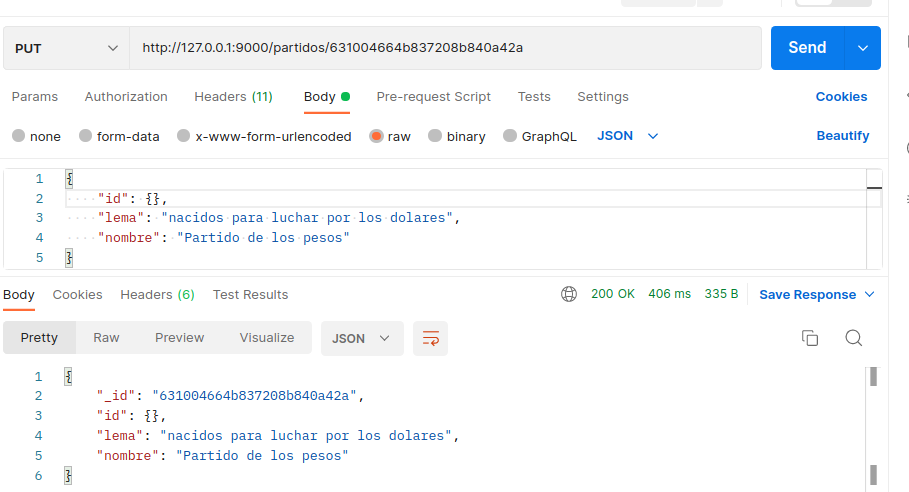 PUT http://127.0.0.1:9000/partidos/631004664b837208b840a42a Send
Params Authorization Headers (11) Body Pre-request Script Tests Settings Cookies
none form-data x-www-form-urlencoded raw binary GraphQL JSON Beautify
1 {
2 "id": {},
3 "lema": "nacidos para luchar por los dolares",
4 "nombre": "Partido de los pesos"
5 }
Body Cookies Headers (6) Test Results 200 OK 406 ms 335 B Save Response
Pretty Raw Preview Visualize JSON
1 {
2 "_id": "631004664b837208b840a42a",
3 "id": {},
4 "lema": "nacidos para luchar por los dolares",
5 "nombre": "Partido de los pesos"
6 }